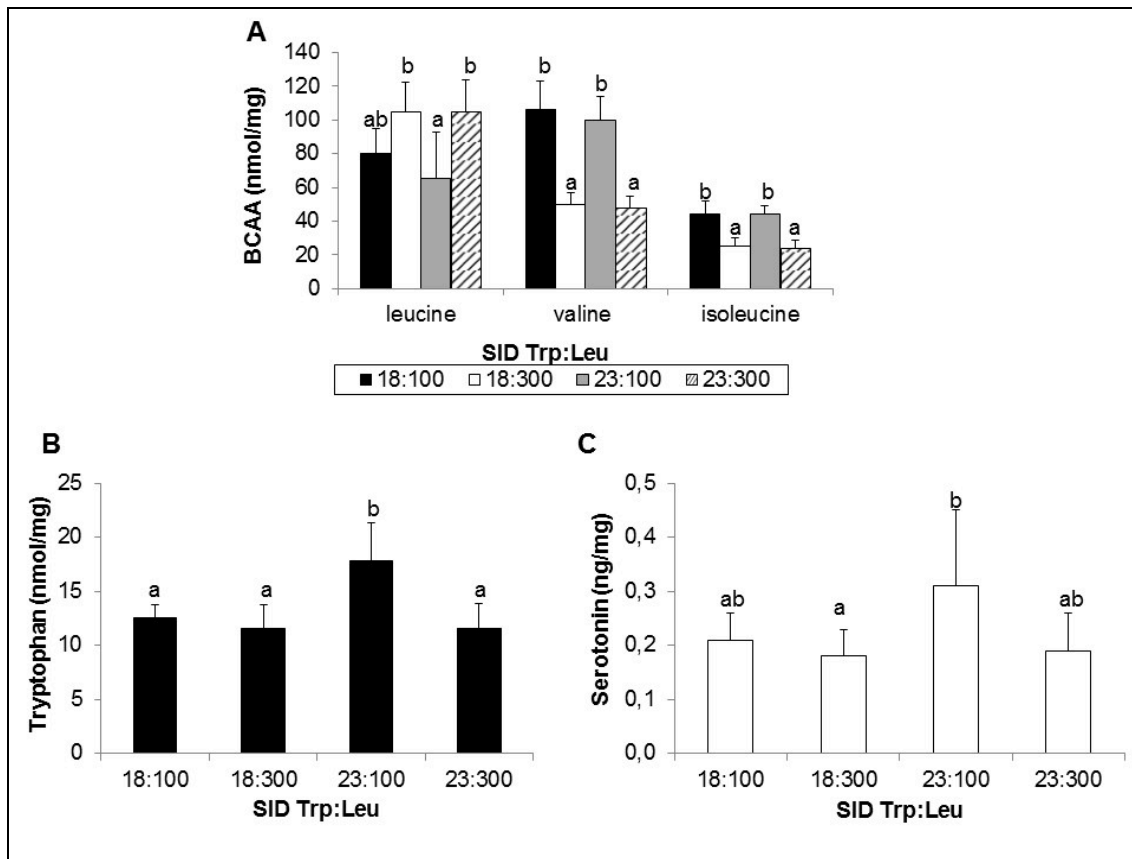 A
BCAA (nmol/mg)
140
120
100
80
60
40
20
0
ab
b
a
b
b
a
b
a
b
a
b
a
leucine
valine
isoleucine
SID Trp:Leu
18:100
18:300
23:100
23:300
B
Tryptophan (nmol/mg)
25
20
15
10
5
0
a
a
b
a
18:100
18:300
23:100
23:300
SID Trp:Leu
C
Serotonin (ng/mg)
0,5
0,4
0,3
0,2
0,1
0,0
ab
a
b
ab
18:100
18:300
23:100
23:300
SID Trp:Leu